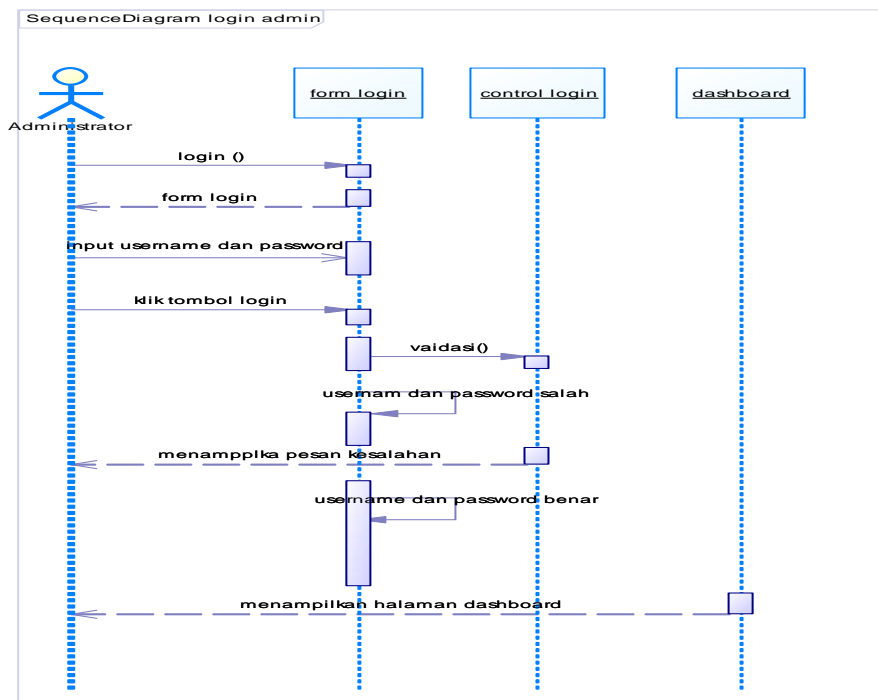 SequenceDiagram login admin
Administrator
form login
control login
dashboard
login ()
form login
input username dan password
klik tombol login
vaidasi()
usernam dan password salah
menampplka pesan kesalahan
username dan password benar
menampilkan halaman dashboard